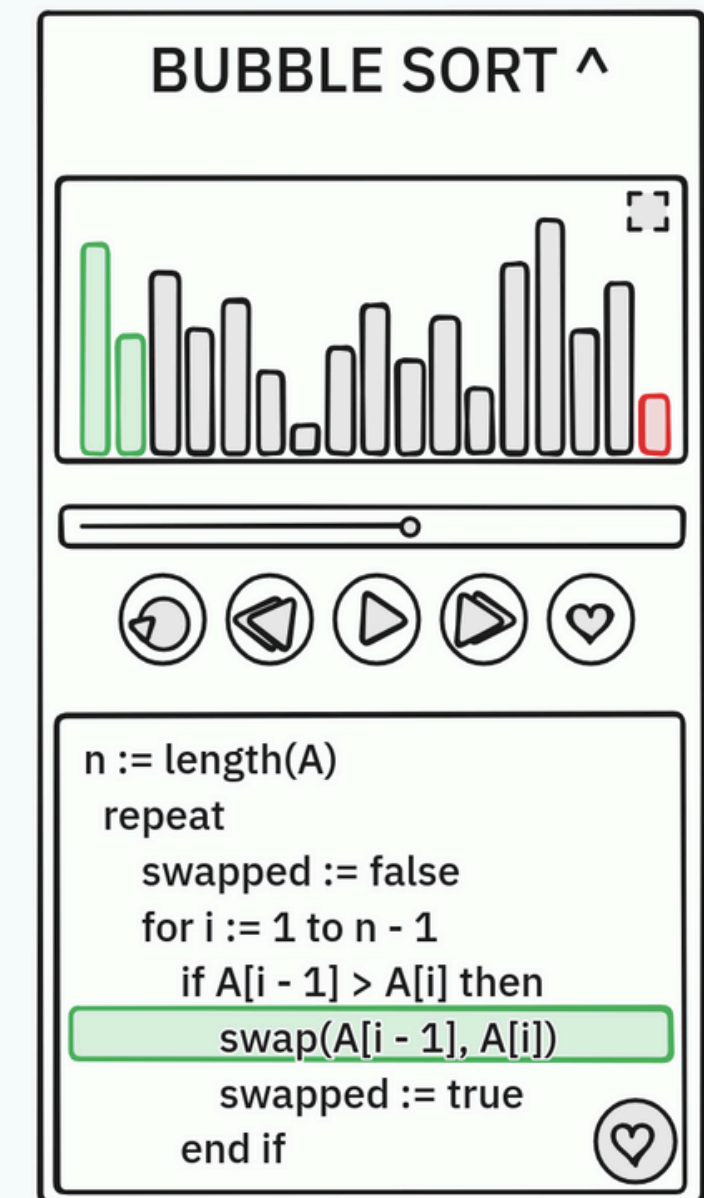 BUBBLE SORT ^
n := length(A)
repeat
swapped := false
for i := 1 to n - 1
if A[i - 1] > A[i] then
swap(A[i - 1], A[i])
swapped := true
end if